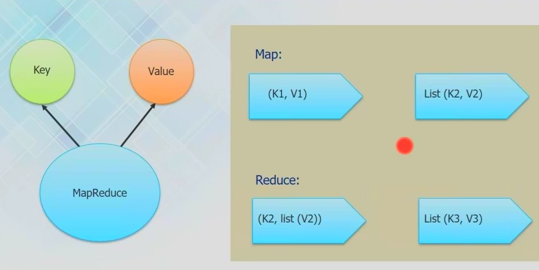 Key
Value
MapReduce
Map:
(K1, V1)
List (K2, V2)
Reduce:
(K2, list (V2))
List (K3, V3)